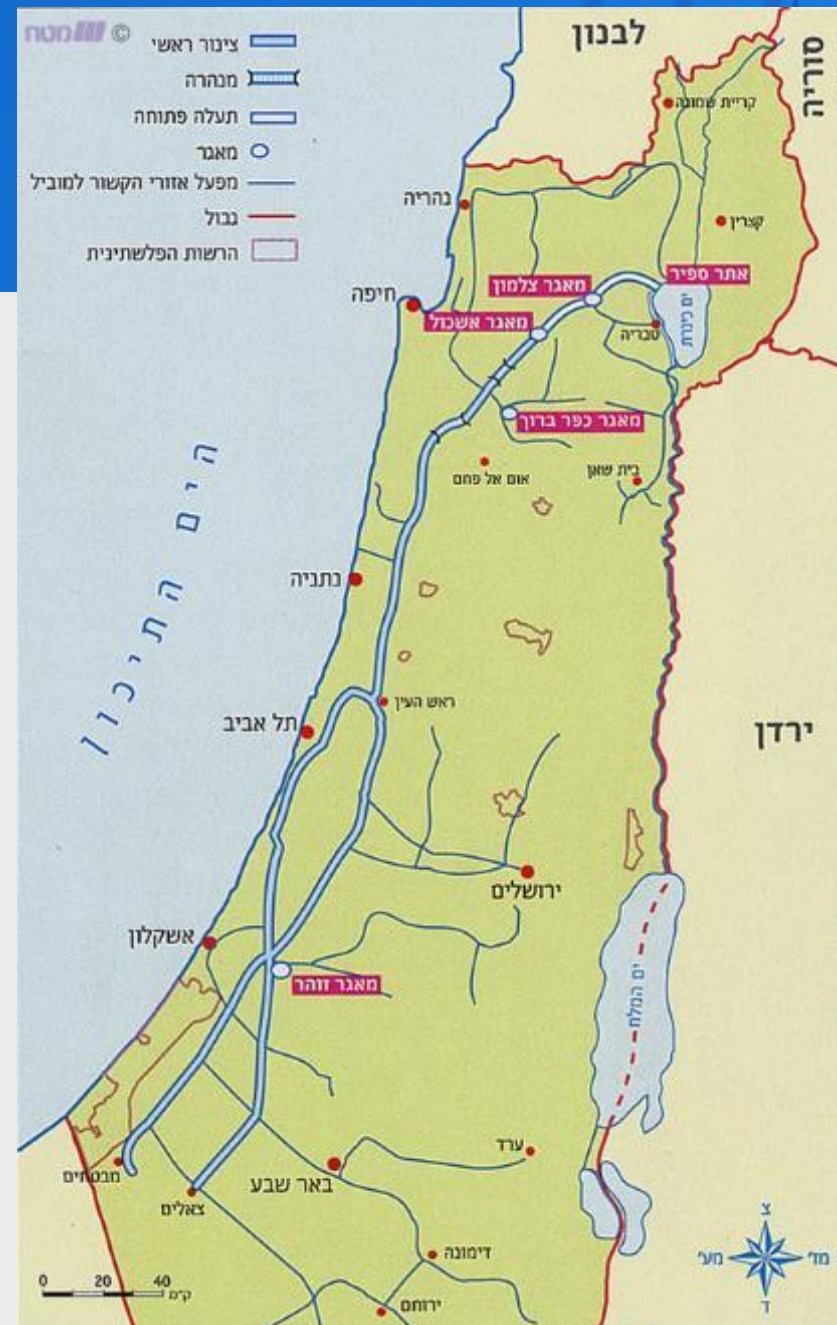 © מטח
צינור ראשי
מנהרה
תעלה פתוחה
מאגר
מפעל אזורי הקשור למוביל
גבול
הרשות הפלשתינית
לבנון
סוריה
קריית שמונה
נהריה
קצרין
אתר ספיר
מאגר צלמון
חיפה
מאגר אשכול
ים כינרת
טבריה
מאגר כפר ברוך
אום אל פחם
בית שאן
הים התיכון
נתניה
ראש העין
תל אביב
ירדן
ירושלים
אשקלון
מאגר זוהר
ים המלח
ערד
מבטחים
באר שבע
צאלים
דימונה
ירוחם
צ
מע'
מז'
ד
0 20 40
ק"מ